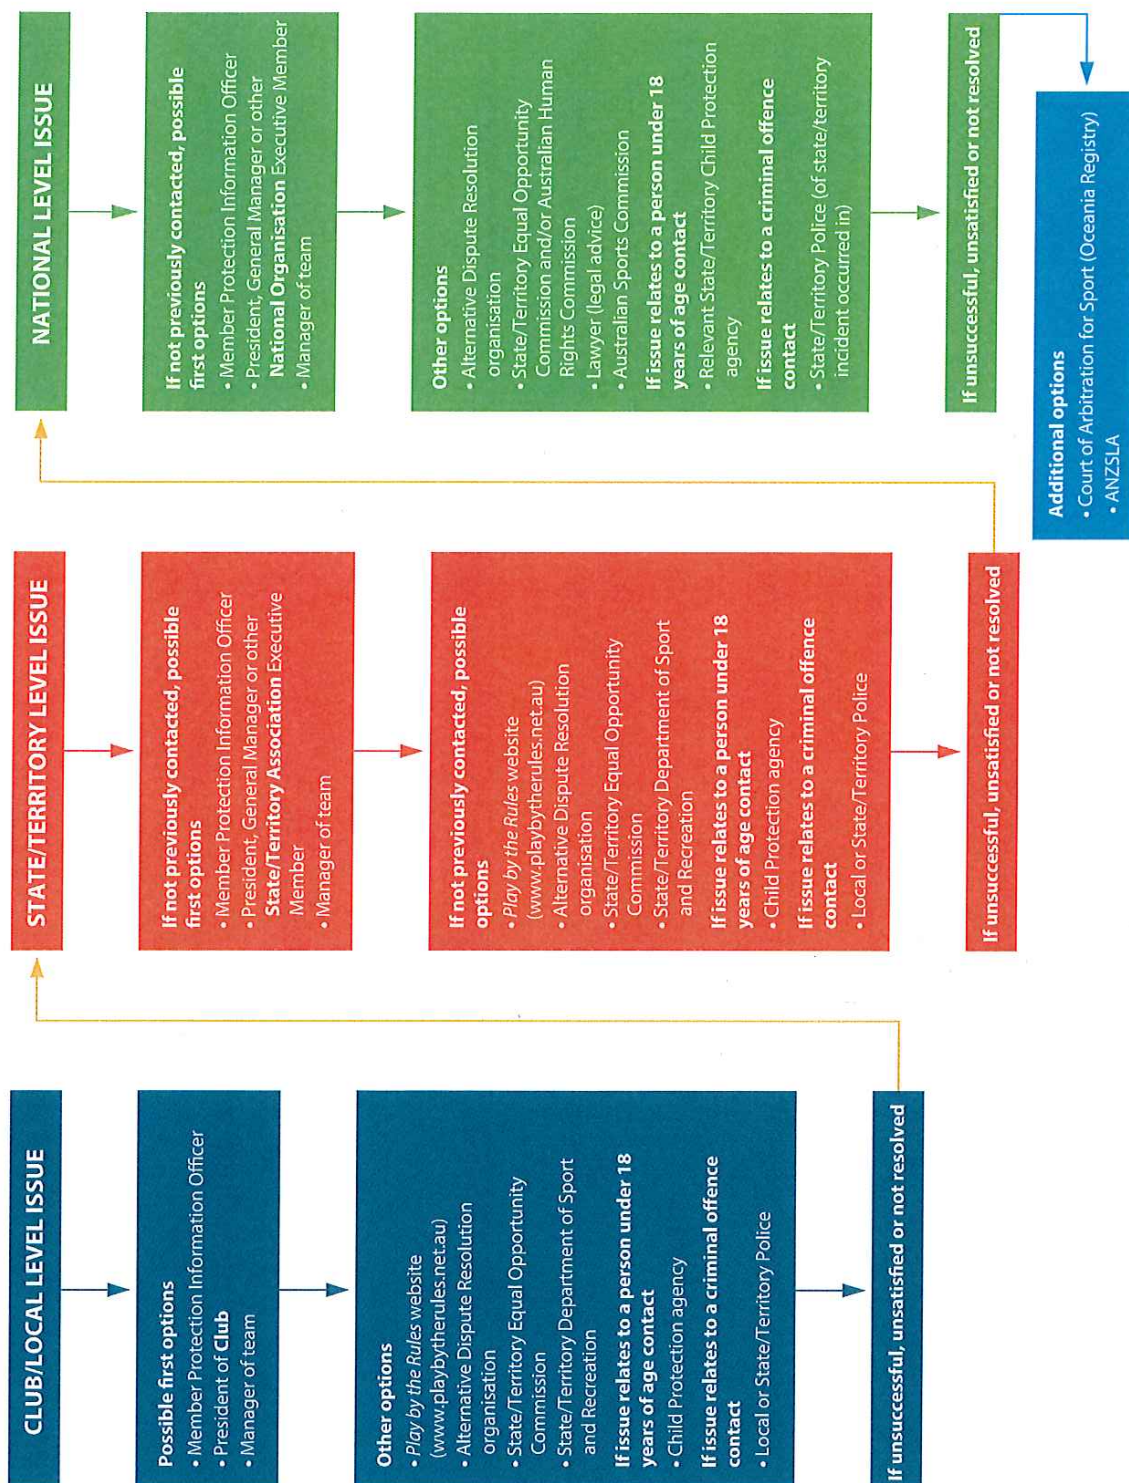 CLUB/LOCAL LEVEL ISSUE
Possible first options
• Member Protection Information Officer
• President of Club
• Manager of team
Other options
• Play by the Rules website
(www.playbytherules.net.au)
• Alternative Dispute Resolution
organisation
• State/Territory Equal Opportunity
Commission
• State/Territory Department of Sport
and Recreation
If issue relates to a person under 18
years of age contact
• Child Protection agency
If issue relates to a criminal offence
contact
• Local or State/Territory Police
If unsuccessful, unsatisfied or not resolved
STATE/TERRITORY LEVEL ISSUE
If not previously contacted, possible
first options
• Member Protection Information Officer
• President, General Manager or other
State/Territory Association Executive
Member
• Manager of team
If not previously contacted, possible
options
• Play by the Rules website
(www.playbytherules.net.au)
• Alternative Dispute Resolution
organisation
• State/Territory Equal Opportunity
Commission
• State/Territory Department of Sport
and Recreation
If issue relates to a person under 18
years of age contact
• Child Protection agency
If issue relates to a criminal offence
contact
• Local or State/Territory Police
If unsuccessful, unsatisfied or not resolved
NATIONAL LEVEL ISSUE
If not previously contacted, possible
first options
• Member Protection Information Officer
• President, General Manager or other
National Organisation Executive Member
• Manager of team
Other options
• Alternative Dispute Resolution
organisation
• State/Territory Equal Opportunity
Commission and/or Australian Human
Rights Commission
• Lawyer (legal advice)
• Australian Sports Commission
If issue relates to a person under 18
years of age contact
• Relevant State/Territory Child Protection
agency
If issue relates to a criminal offence
contact
• State/Territory Police (of state/territory
incident occurred in)
If unsuccessful, unsatisfied or not resolved
Additional options
• Court of Arbitration for Sport (Oceania Registry)
• ANZSLA